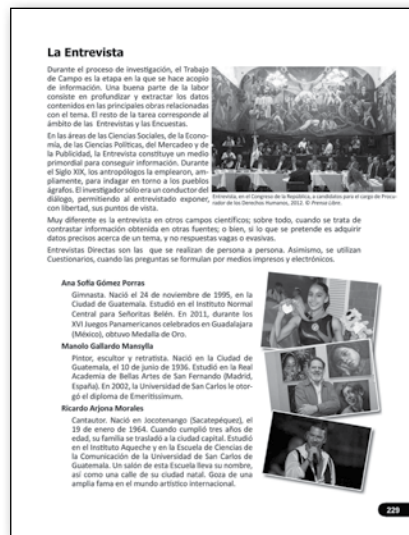 La Entrevista
Durante el proceso de investigación, el Trabajo
de Campo es la etapa en la que se hace acopio
de información. Una buena parte de la labor
consiste en profundizar y extractar los datos
contenidos en las principales obras relacionadas
con el tema. El resto de la tarea corresponde al
ámbito de las Entrevistas y las Encuestas.
En las áreas de las Ciencias Sociales, de la Econo-
mía, de las Ciencias Políticas, del Mercadeo y de
la Publicidad, la Entrevista constituye un medio
primordial para conseguir información. Durante
el Siglo XIX, los antropólogos la emplearon, am-
pliamente, para indagar en torno a los pueblos
ágrafos. El investigador sólo era un conductor del
diálogo, permitiendo al entrevistado exponer,
con libertad, sus puntos de vista.
Entrevista, en el Congreso de la República, a candidatos para el cargo de Procu-
rador de los Derechos Humanos, 2012. © Prensa Libre.
Muy diferente es la entrevista en otros campos científicos; sobre todo, cuando se trata de
contrastar información obtenida en otras fuentes; o bien, si lo que se pretende es adquirir
datos precisos acerca de un tema, y no respuestas vagas o evasivas.
Entrevistas Directas son las que se realizan de persona a persona. Asimismo, se utilizan
Cuestionarios, cuando las preguntas se formulan por medios impresos y electrónicos.
Ana Sofía Gómez Porras
Gimnasta. Nació el 24 de noviembre de 1995, en la
Ciudad de Guatemala. Estudió en el Instituto Normal
Central para Señoritas Belén. En 2011, durante los
XVI Juegos Panamericanos celebrados en Guadalajara
(México), obtuvo Medalla de Oro.
Manolo Gallardo Mansylla
Pintor, escultor y retratista. Nació en la Ciudad de
Guatemala, el 10 de junio de 1936. Estudió en la Real
Academia de Bellas Artes de San Fernando (Madrid,
España). En 2002, la Universidad de San Carlos le otor-
gó el diploma de Emeritissimum.
Ricardo Arjona Morales
Cantautor. Nació en Jocotenango (Sacatepéquez), el
19 de enero de 1964. Cuando cumplió tres años de
edad, su familia se trasladó a la ciudad capital. Estudió
en el Instituto Aqueche y en la Escuela de Ciencias de
la Comunicación de la Universidad de San Carlos de
Guatemala. Un salón de esta Escuela lleva su nombre,
así como una calle de su ciudad natal. Goza de una
amplia fama en el mundo artístico internacional.
229